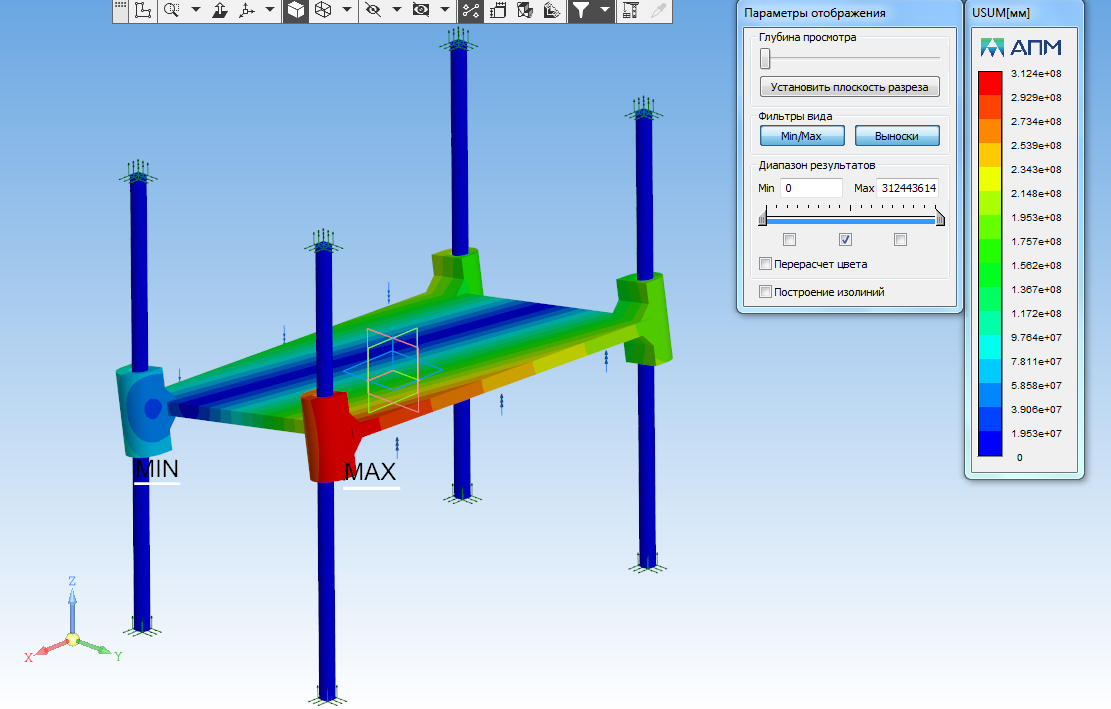 Параметры отображения
Глубина просмотра
Установить плоскость разреза
Фильтры вида
Min/Max
Выноски
Диапазон результатов
Min 0 Max 312443614
Перерасчет цвета
Построение изолиний
USUM[мм]
АПМ
3.124e+08
2.929e+08
2.734e+08
2.539e+08
2.343e+08
2.148e+08
1.953e+08
1.757e+08
1.562e+08
1.367e+08
1.172e+08
9.764e+07
7.811e+07
5.858e+07
3.906e+07
1.953e+07
0
MIN
MAX
Z
X
Y